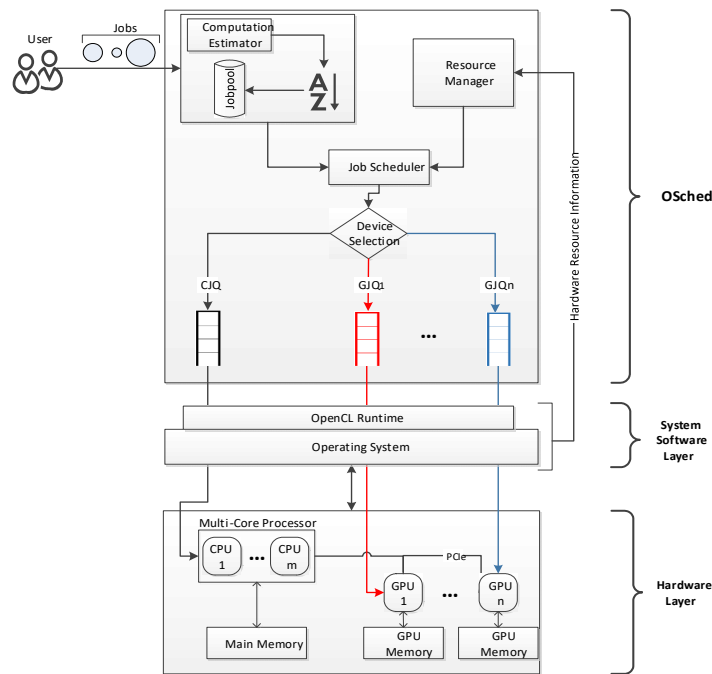 User
Jobs
Computation
Estimator
Jobpool
A
Z
Resource
Manager
Job Scheduler
Device
Selection
CJQ
GJQ1
GJQn
...
Hardware Resource Information
OSched
OpenCL Runtime
Operating System
System
Software
Layer
Multi-Core Processor
CPU
1
...
CPU
m
PCIe
GPU
1
...
GPU
n
Main Memory
GPU
Memory
GPU
Memory
Hardware
Layer